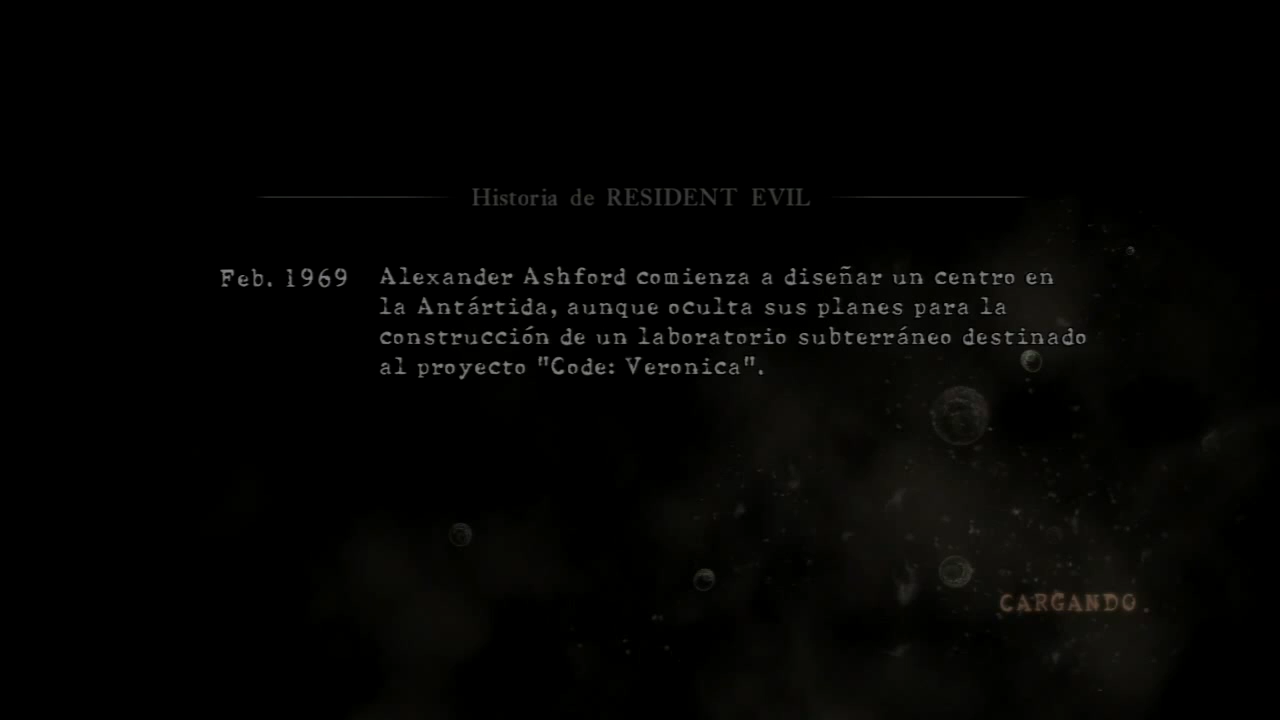 Historia de RESIDENT EVIL
Feb. 1969 Alexander Ashford comienza a diseñar un centro en
la Antártida, aunque oculta sus planes para la
construcción de un laboratorio subterráneo destinado
al proyecto "Code: Veronica".
CARGANDO.